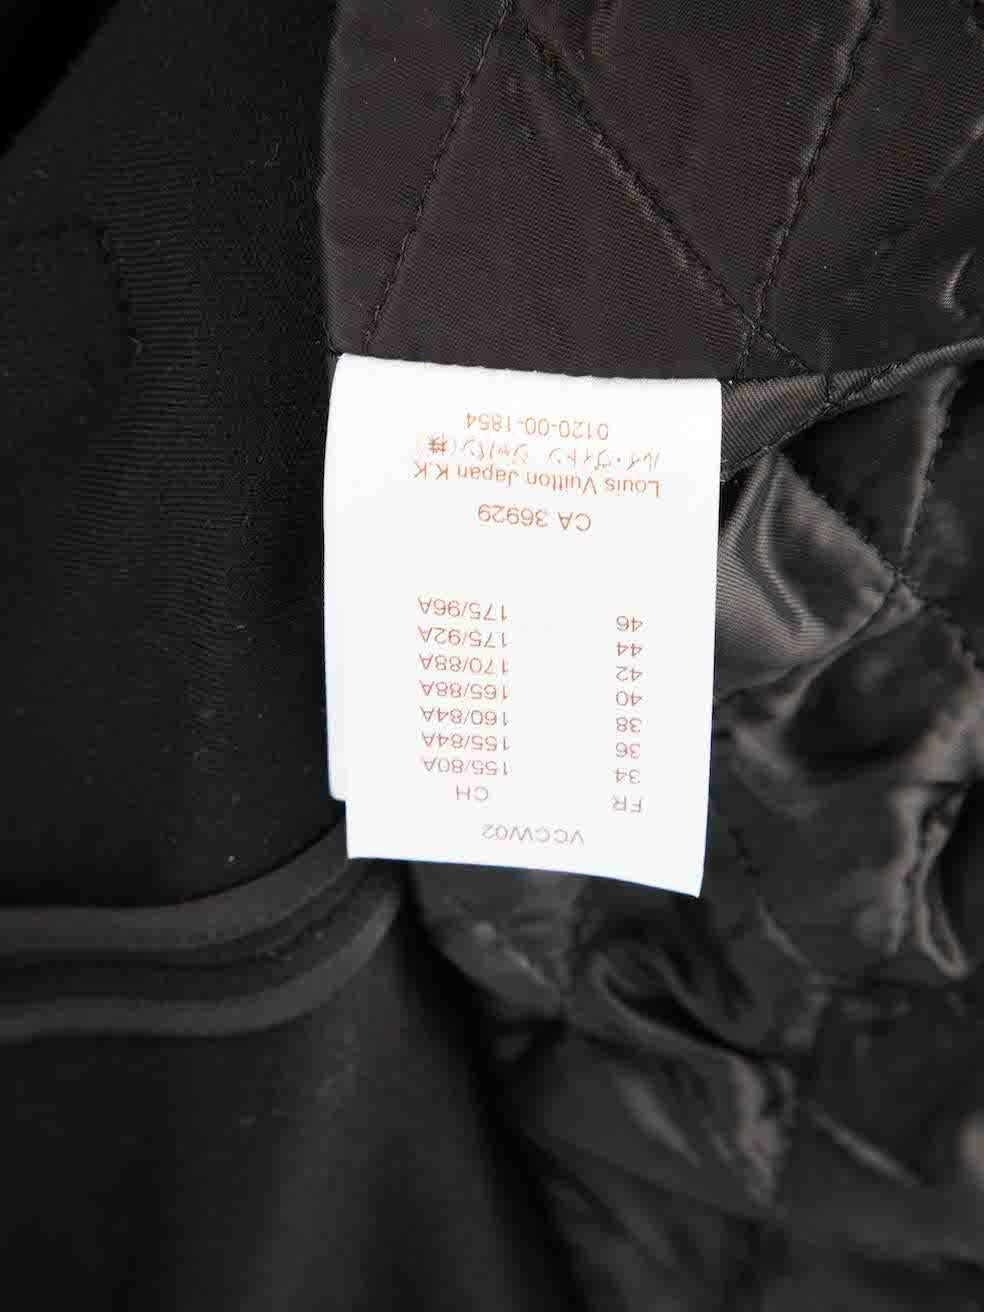 VCCW02
FR CH
34 155/80A
36 155/84A
38 160/84A
40 165/88A
42 170/88A
44 175/92A
46 175/96A
CA 36929
Louis Vuitton Japan K.K
ルイ・ヴィトン ジャパン(株)
0120-00-1854